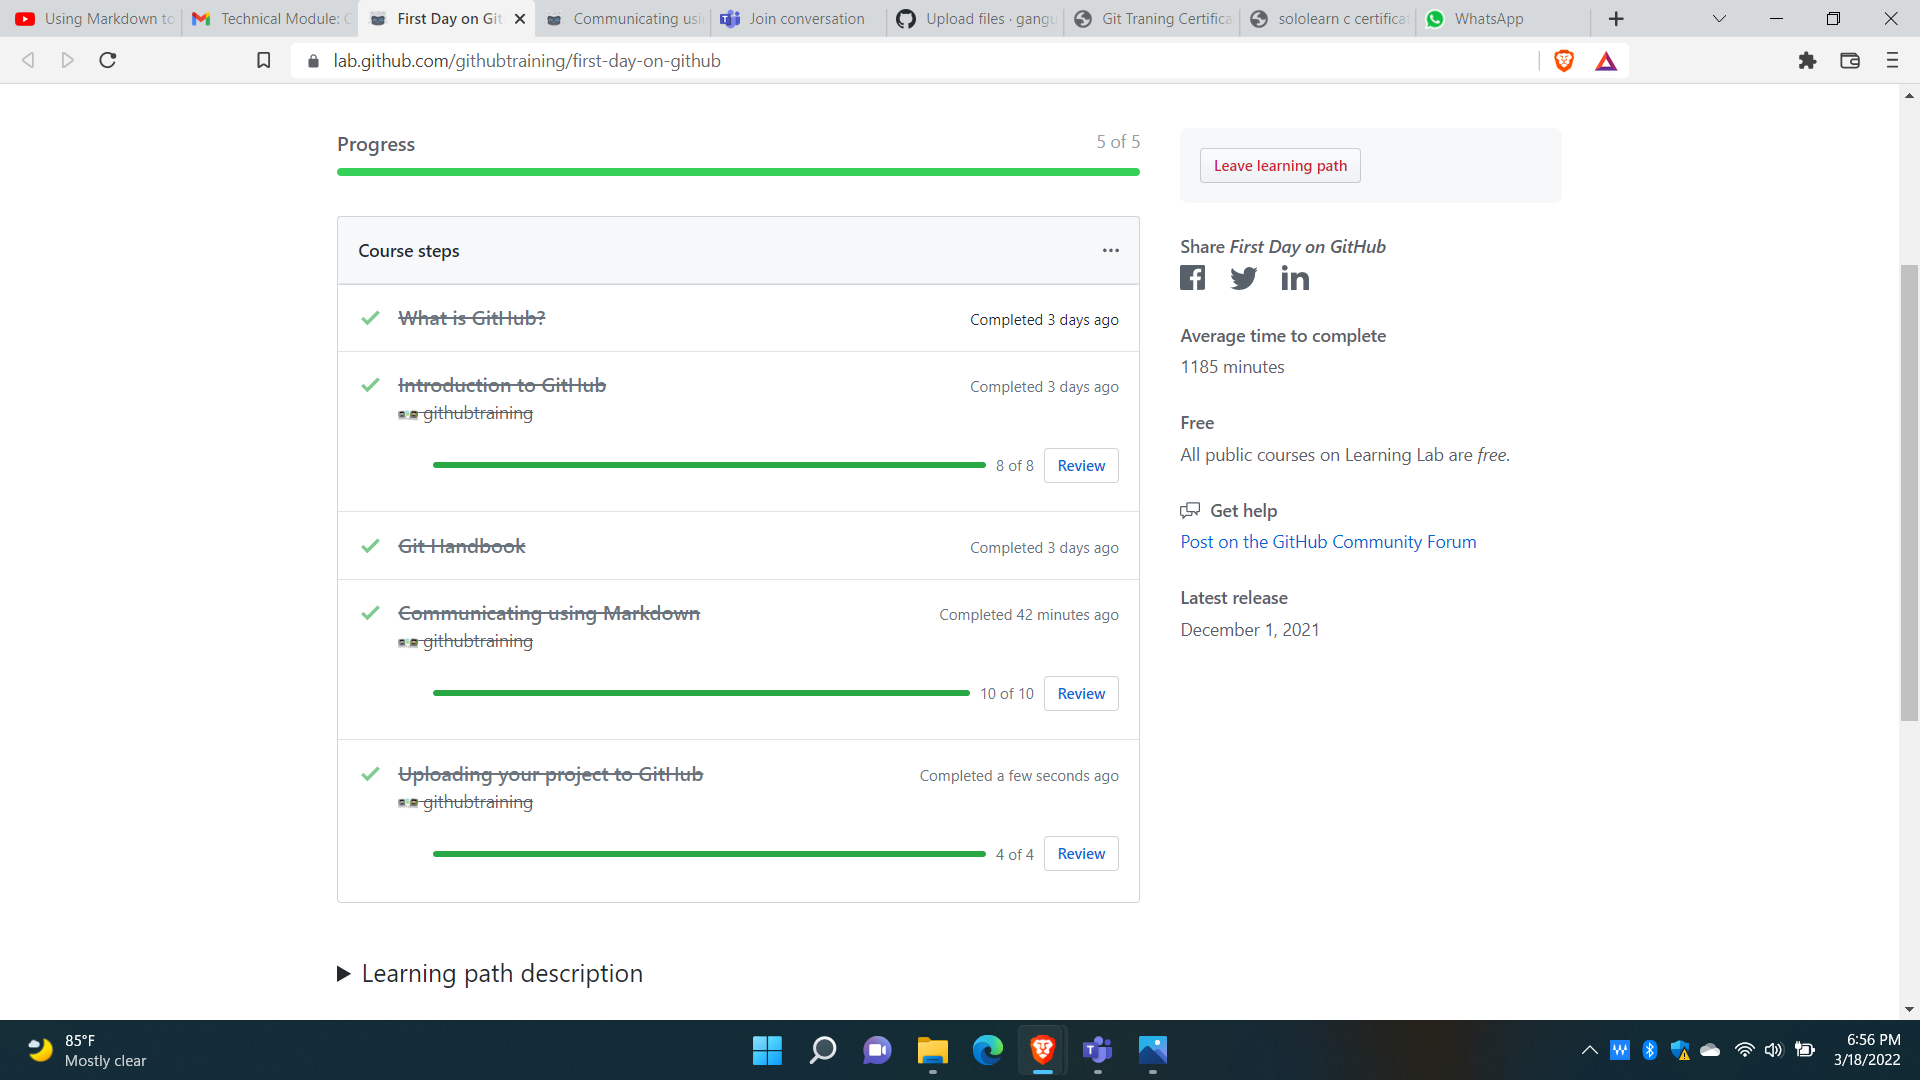 Using Markdown to
Technical Module: C
First Day on Git
Communicating usi
Join conversation
Upload files · gangu
Git Traning Certifica
sololearn c certifica
WhatsApp
lab.github.com/githubtraining/first-day-on-github
Progress
5 of 5
Course steps
What is GitHub?
Completed 3 days ago
Introduction to GitHub
Completed 3 days ago
githubtraining
8 of 8
Review
Git Handbook
Completed 3 days ago
Communicating using Markdown
Completed 42 minutes ago
githubtraining
10 of 10
Review
Uploading your project to GitHub
Completed a few seconds ago
githubtraining
4 of 4
Review
Learning path description
Leave learning path
Share First Day on GitHub
Average time to complete
1185 minutes
Free
All public courses on Learning Lab are free.
Get help
Post on the GitHub Community Forum
Latest release
December 1, 2021
85°F
Mostly clear
6:56 PM
3/18/2022